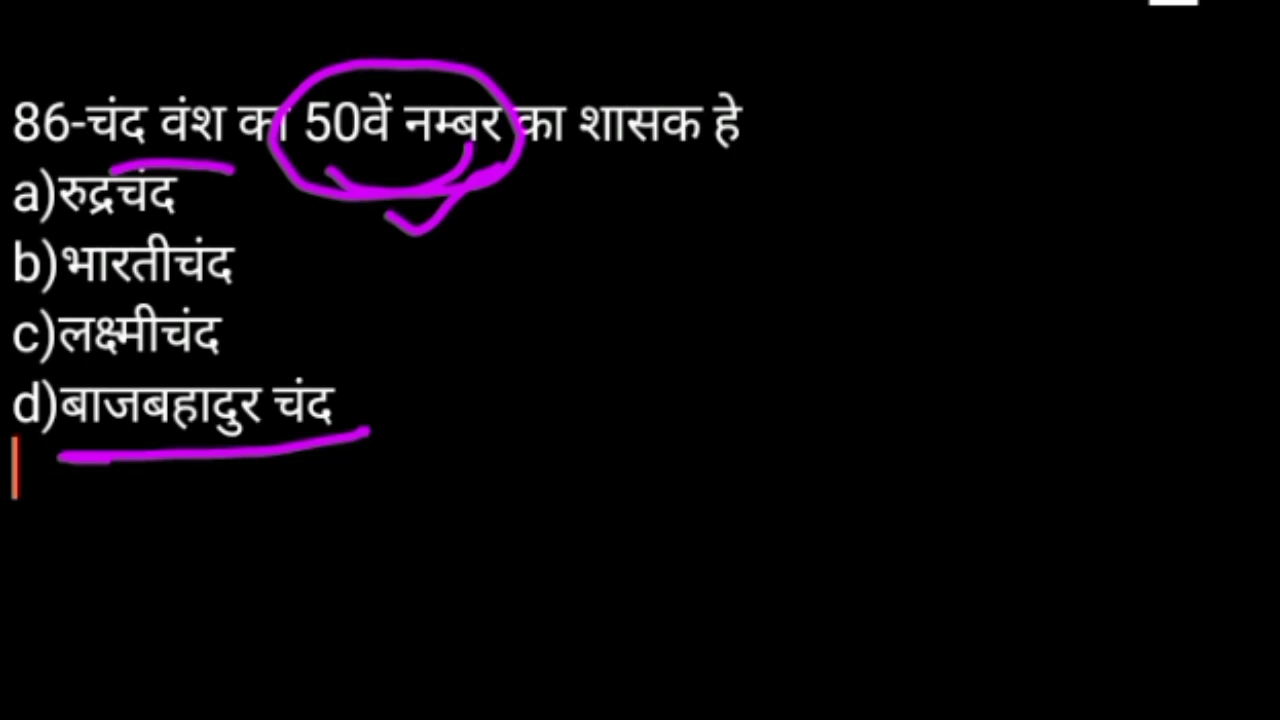 86-चंद वंश का 50वें नम्बर का शासक हे
a)रुद्रचंद
b)भारतीचंद
c)लक्ष्मीचंद
d)बाजबहादुर चंद